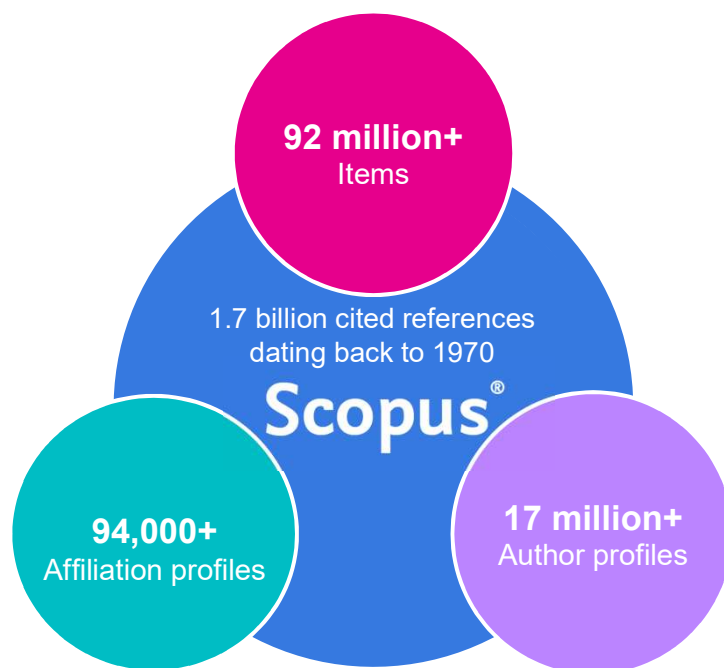 92 million+
Items
1.7 billion cited references
dating back to 1970
Scopus®
94,000+
Affiliation profiles
17 million+
Author profiles